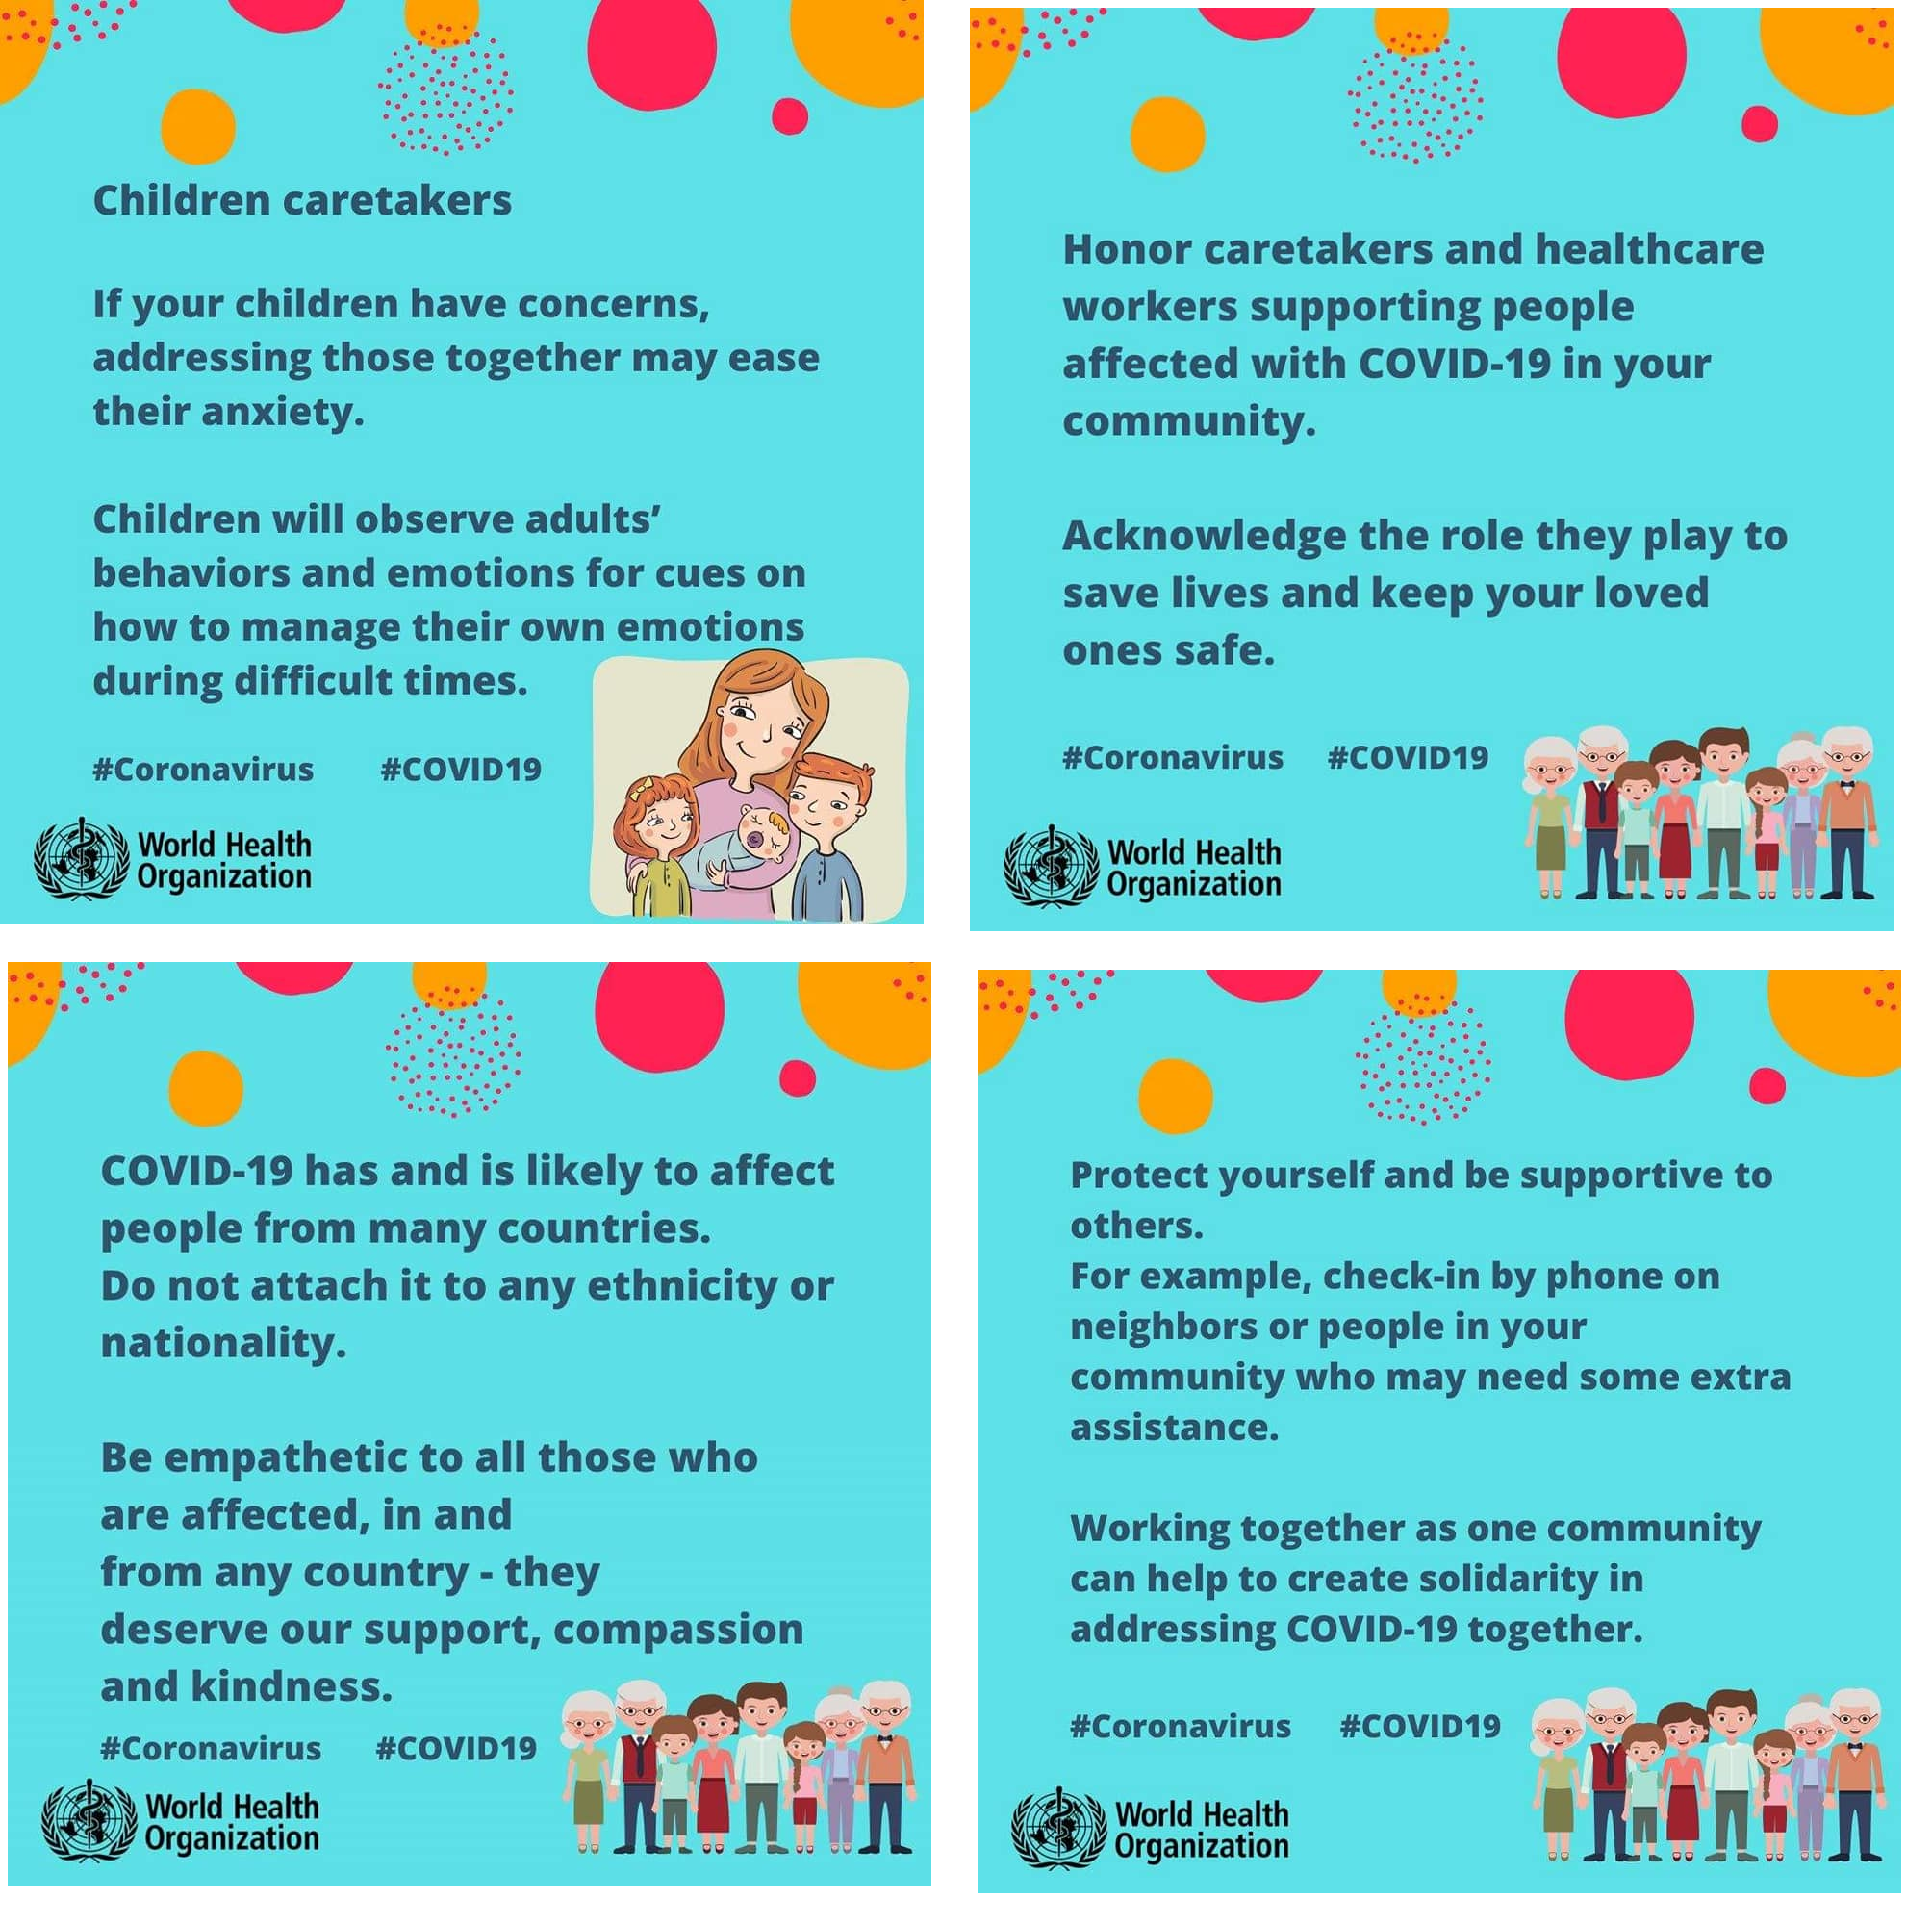 Children caretakers
If your children have concerns,
addressing those together may ease
their anxiety.
Children will observe adults’
behaviors and emotions for cues on
how to manage their own emotions
during difficult times.
#Coronavirus #COVID19
World Health
Organization
Honor caretakers and healthcare
workers supporting people
affected with COVID-19 in your
community.
Acknowledge the role they play to
save lives and keep your loved
ones safe.
#Coronavirus #COVID19
World Health
Organization
COVID-19 has and is likely to affect
people from many countries.
Do not attach it to any ethnicity or
nationality.
Be empathetic to all those who
are affected, in and
from any country - they
deserve our support, compassion
and kindness.
#Coronavirus #COVID19
World Health
Organization
Protect yourself and be supportive to
others.
For example, check-in by phone on
neighbors or people in your
community who may need some extra
assistance.
Working together as one community
can help to create solidarity in
addressing COVID-19 together.
#Coronavirus #COVID19
World Health
Organization